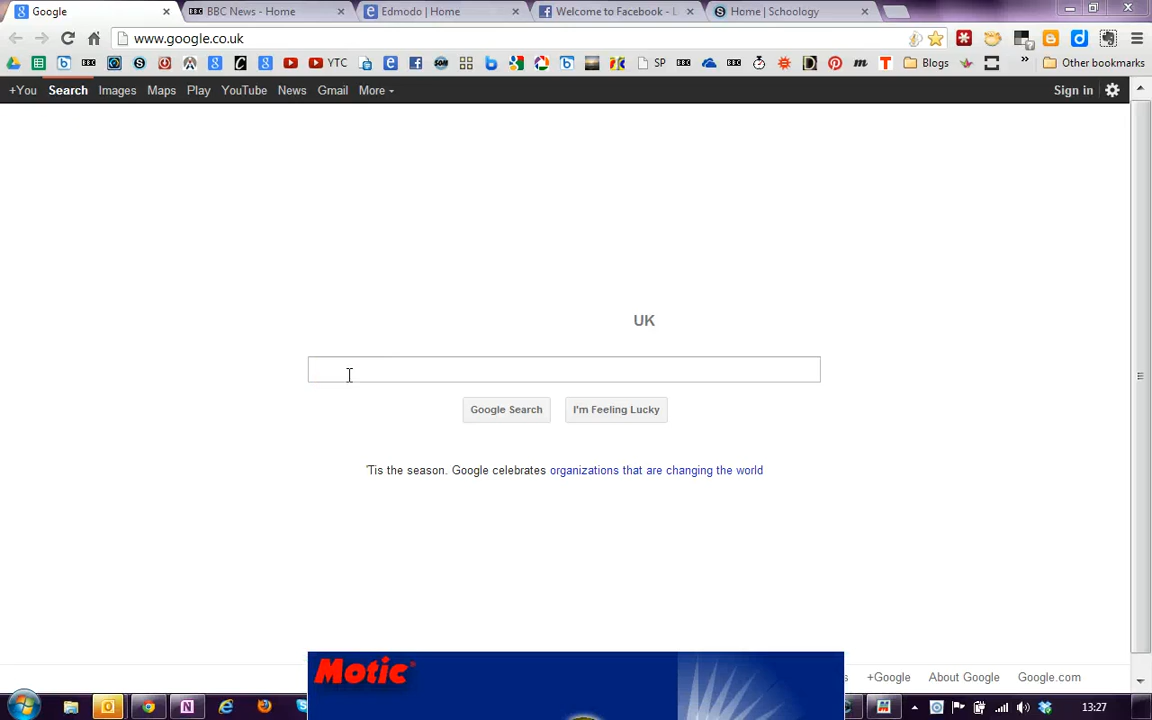 Google
BBC News - Home
Edmodo | Home
Welcome to Facebook - L
Home | Schoology
www.google.co.uk
YTC
SP
Blogs
Other bookmarks
+You Search Images Maps Play YouTube News Gmail More
Sign in
UK
Google Search
I'm Feeling Lucky
'Tis the season. Google celebrates organizations that are changing the world
Motic®
+Google About Google Google.com
13:27